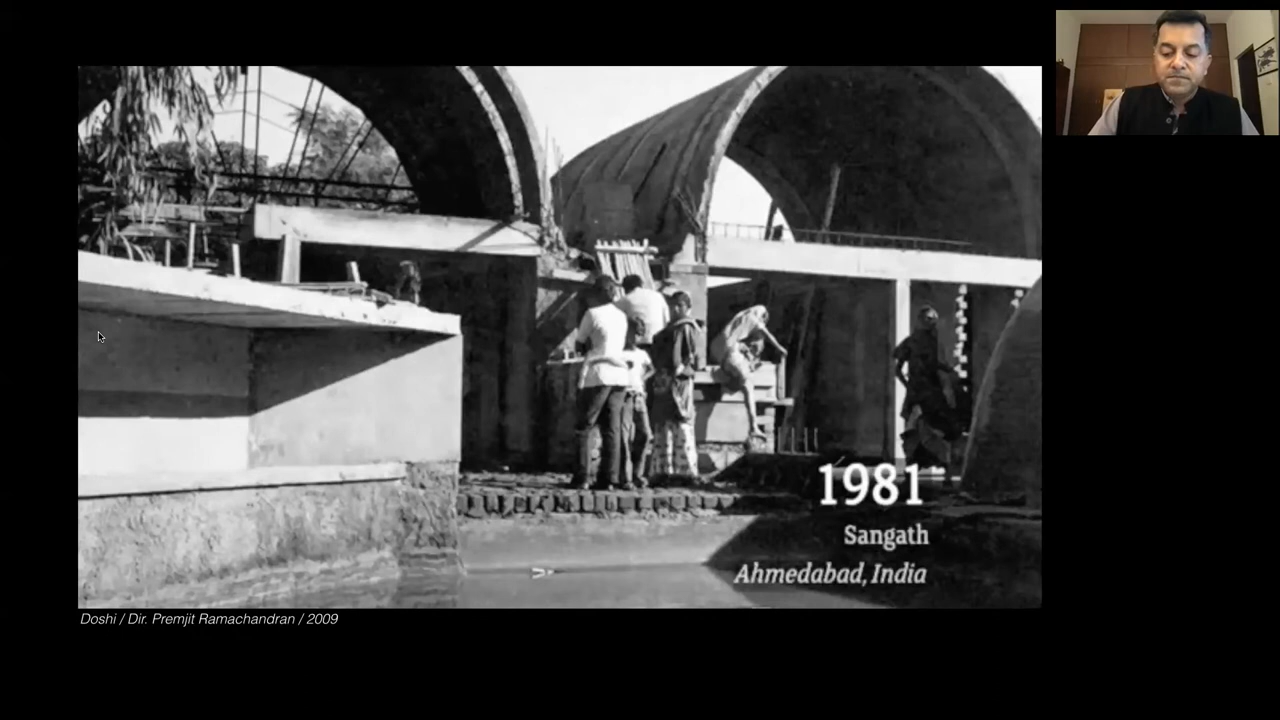 1981
Sangath
Ahmedabad, India
Doshi / Dir. Premjit Ramachandran / 2009